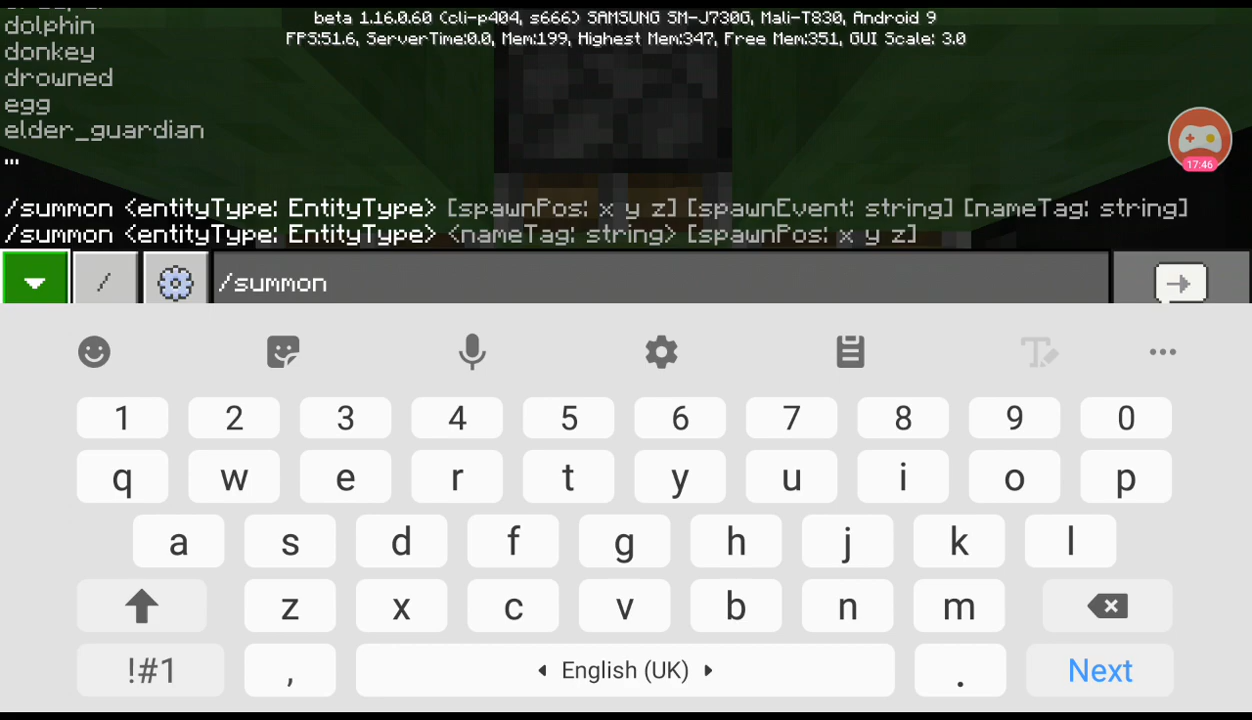 dolphin
beta 1.16.0.60 (cli-p404, s666) SAMSUNG SM-J730G, Mali-T830, Android 9
FPS:51.6, ServerTime:0.0, Mem:199, Highest Mem:347, Free Mem:351, GUI Scale: 3.0
donkey
drowned
egg
elder_guardian
...
17:46
/summon <entityType: EntityType> [spawnPos: x y z] [spawnEvent: string] [nameTag: string]
/summon <entityType: EntityType> <nameTag: string> [spawnPos: x y z]
/ /summon
1 2 3 4 5 6 7 8 9 0
q w e r t y u i o p
a s d f g h j k l
z x c v b n m
!#1 , English (UK) . Next